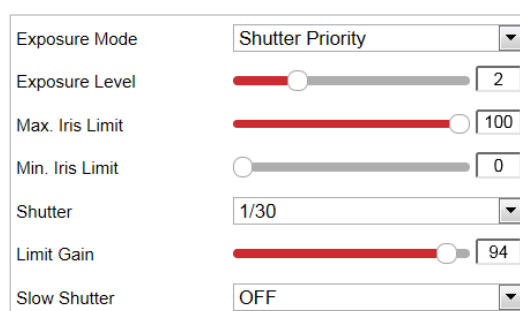 Exposure Mode Shutter Priority
Exposure Level 2
Max. Iris Limit 100
Min. Iris Limit 0
Shutter 1/30
Limit Gain 94
Slow Shutter OFF